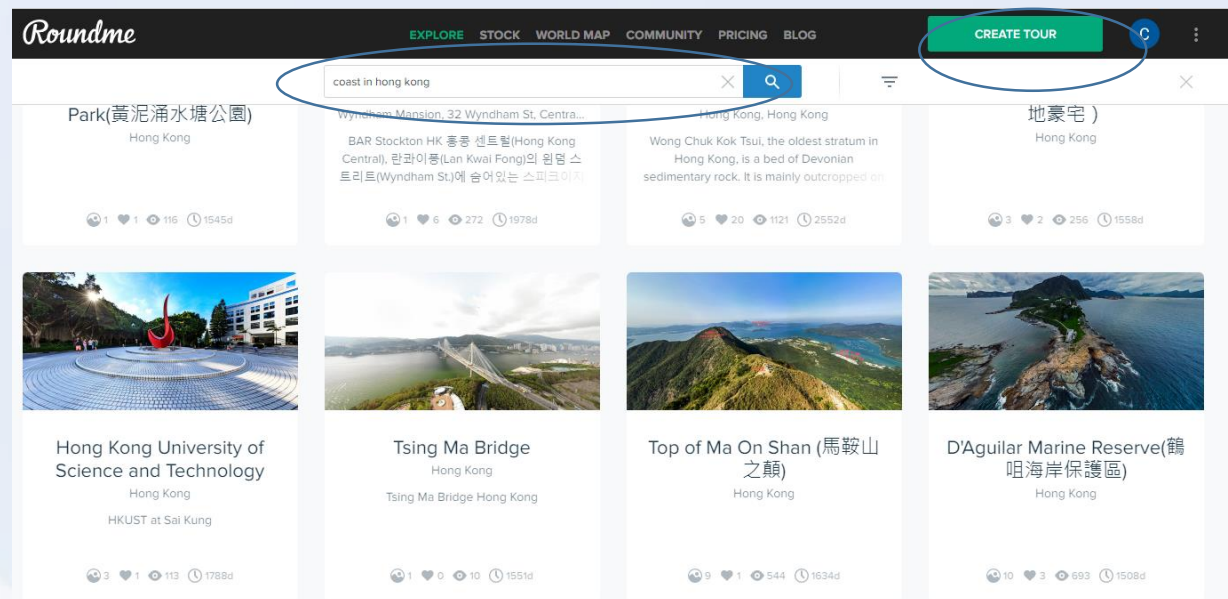 Roundme
EXPLORE STOCK WORLD MAP COMMUNITY PRICING BLOG
CREATE TOUR
C
coast in hong kong
Park(黃泥涌水塘公園)
Hong Kong
1 1 116 1545d
Wyndham Mansion, 32 Wyndham St, Centra...
BAR Stockton HK 홍콩 센트럴(Hong Kong
Central), 란콰이퐁(Lan Kwai Fong)의 윈덤 스
트리트(Wyndham St.)에 숨어있는 스피크이지
1 6 272 1978d
Hong Kong, Hong Kong
Wong Chuk Kok Tsui, the oldest stratum in
Hong Kong, is a bed of Devonian
sedimentary rock. It is mainly outcropped on
5 20 1121 2552d
地豪宅 )
Hong Kong
3 2 256 1558d
Hong Kong University of
Science and Technology
Hong Kong
HKUST at Sai Kung
3 1 113 1788d
Tsing Ma Bridge
Hong Kong
Tsing Ma Bridge Hong Kong
1 0 10 1551d
Top of Ma On Shan (馬鞍山
之顛)
Hong Kong
9 1 544 1634d
D'Aguilar Marine Reserve(鶴
咀海岸保護區)
Hong Kong
10 3 693 1508d